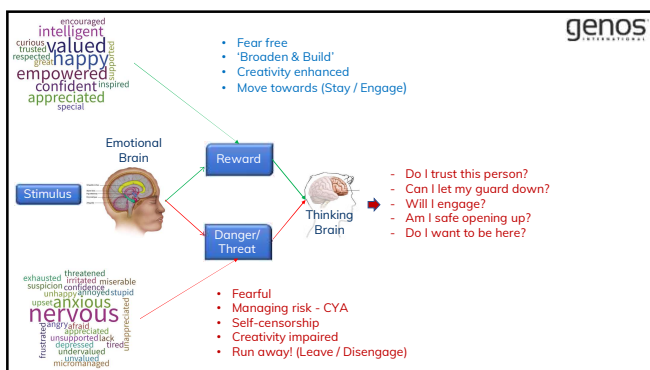 genos
INTERNATIONAL
encouraged
intelligent
curious valued
trusted
respected happy
great
supported
empowered
confident inspired
appreciated
special
• Fear free
• ‘Broaden & Build’
• Creativity enhanced
• Move towards (Stay / Engage)
Emotional
Brain
Reward
Stimulus
Thinking
Brain
Danger/
Threat
- Do I trust this person?
- Can I let my guard down?
- Will I engage?
- Am I safe opening up?
- Do I want to be here?
threatened
exhausted irritated miserable
suspicion confidence
unhappy annoyed stupid
upset anxious
nervous
unappreciated
frustrated
angry afraid
appreciated
unsupported lack
depressed tired
undervalued
unvalued
micromanaged
• Fearful
• Managing risk - CYA
• Self-censorship
• Creativity impaired
• Run away! (Leave / Disengage)